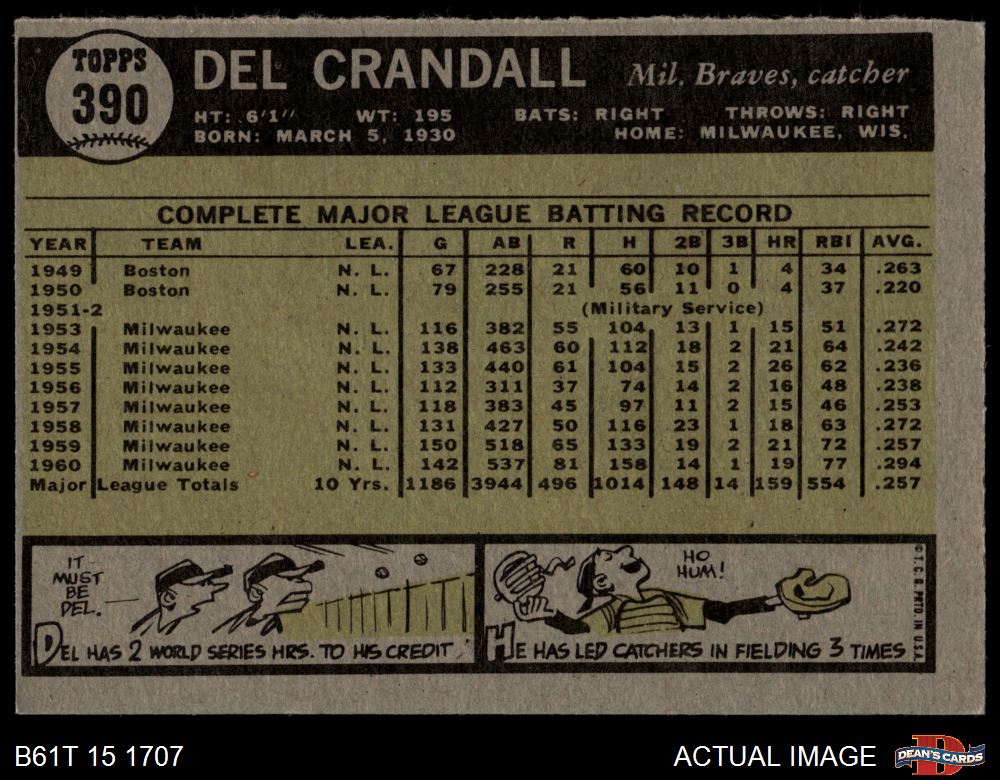 TOPPS
390
DEL CRANDALL Mil. Braves, catcher
HT: 6'1" WT: 195 BATS: RIGHT THROWS: RIGHT
BORN: MARCH 5, 1930 HOME: MILWAUKEE, WIS.
COMPLETE MAJOR LEAGUE BATTING RECORD
YEAR TEAM LEA. G AB R H 2B 3B HR RBI AVG.
1949 Boston N. L. 67 228 21 60 10 1 4 34 .263
1950 Boston N. L. 79 255 21 56 11 0 4 37 .220
1951-2 (Military Service)
1953 Milwaukee N. L. 116 382 55 104 13 1 15 51 .272
1954 Milwaukee N. L. 138 463 60 112 18 2 21 64 .242
1955 Milwaukee N. L. 133 440 61 104 15 2 26 62 .236
1956 Milwaukee N. L. 112 311 37 74 14 2 16 48 .238
1957 Milwaukee N. L. 118 383 45 97 11 2 15 46 .253
1958 Milwaukee N. L. 131 427 50 116 23 1 18 63 .272
1959 Milwaukee N. L. 150 518 65 133 19 2 21 72 .257
1960 Milwaukee N. L. 142 537 81 158 14 1 19 77 .294
Major League Totals 10 Yrs. 1186 3944 496 1014 148 14 159 554 .257
IT
MUST
BE
DEL.
DEL HAS 2 WORLD SERIES HRS. TO HIS CREDIT
HO
HUM!
HE HAS LED CATCHERS IN FIELDING 3 TIMES
© T. C. G. PRTD. IN U.S.A.
B61T 15 1707
ACTUAL IMAGE
D
DEAN'S CARDS